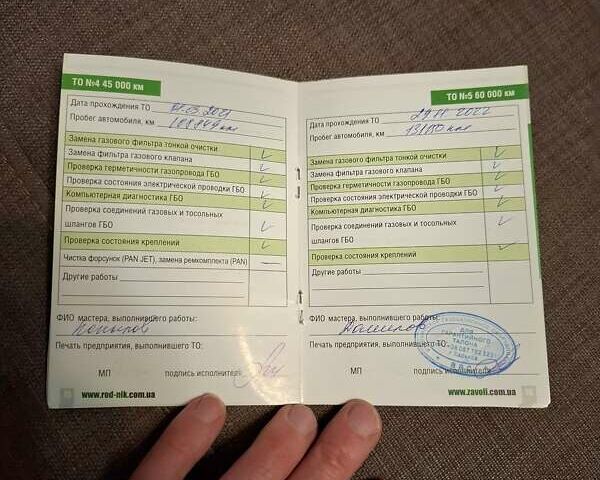 ТО №4 45 000 км
Дата прохождения ТО
Пробег автомобиля, км
Замена газового фильтра тонкой очистки
Замена фильтра газового клапана
Проверка герметичности газопровода ГБО
Проверка состояния электрической проводки ГБО
Компьютерная диагностика ГБО
Проверка соединений газовых и тосольных
шлангов ГБО
Проверка состояния креплений
Чистка форсунок (PAN JET), замена ремкомплекта (PAN)
Другие работы
ФИО мастера, выполнившего работы:
Печать предприятия, выполнившего ТО:
МП подпись исполнителя
www.rod-nik.com.ua
ТО №5 60 000 км
Дата прохождения ТО 29 11 2022
Пробег автомобиля, км
Замена газового фильтра тонкой очистки
Замена фильтра газового клапана
Проверка герметичности газопровода ГБО
Проверка состояния электрической проводки ГБО
Компьютерная диагностика ГБО
Проверка соединений газовых и тосольных
шлангов ГБО
Проверка состояния креплений
Другие работы
ФИО мастера, выполнившего работы:
Печать предприятия, выполнившего ТО:
ДЛЯ
ГАРАНТИЙНОГО
ТАЛОНА
МП подпись исполнителя
www.zavoli.com.ua